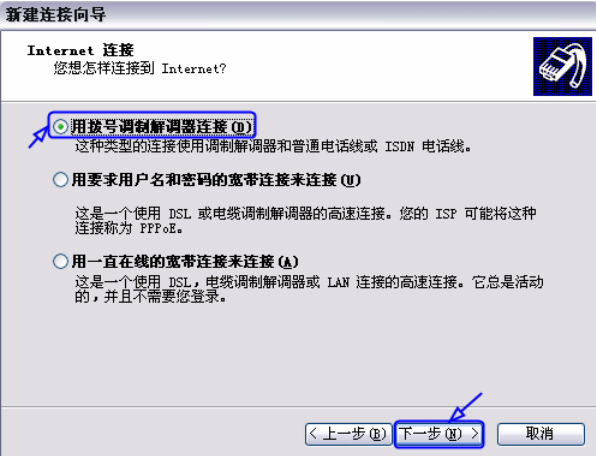 新建连接向导
Internet 连接
您想怎样连接到 Internet?
用拨号调制解调器连接(D)
这种类型的连接使用调制解调器和普通电话线或 ISDN 电话线。
用要求用户名和密码的宽带连接来连接(U)
这是一个使用 DSL 或电缆调制解调器的高速连接。您的 ISP 可能将这种
连接称为 PPPoE。
用一直在线的宽带连接来连接(A)
这是一个使用 DSL，电缆调制解调器或 LAN 连接的高速连接。它总是活动
的，并且不需要您登录。
< 上一步(B) 下一步(N) > 取消